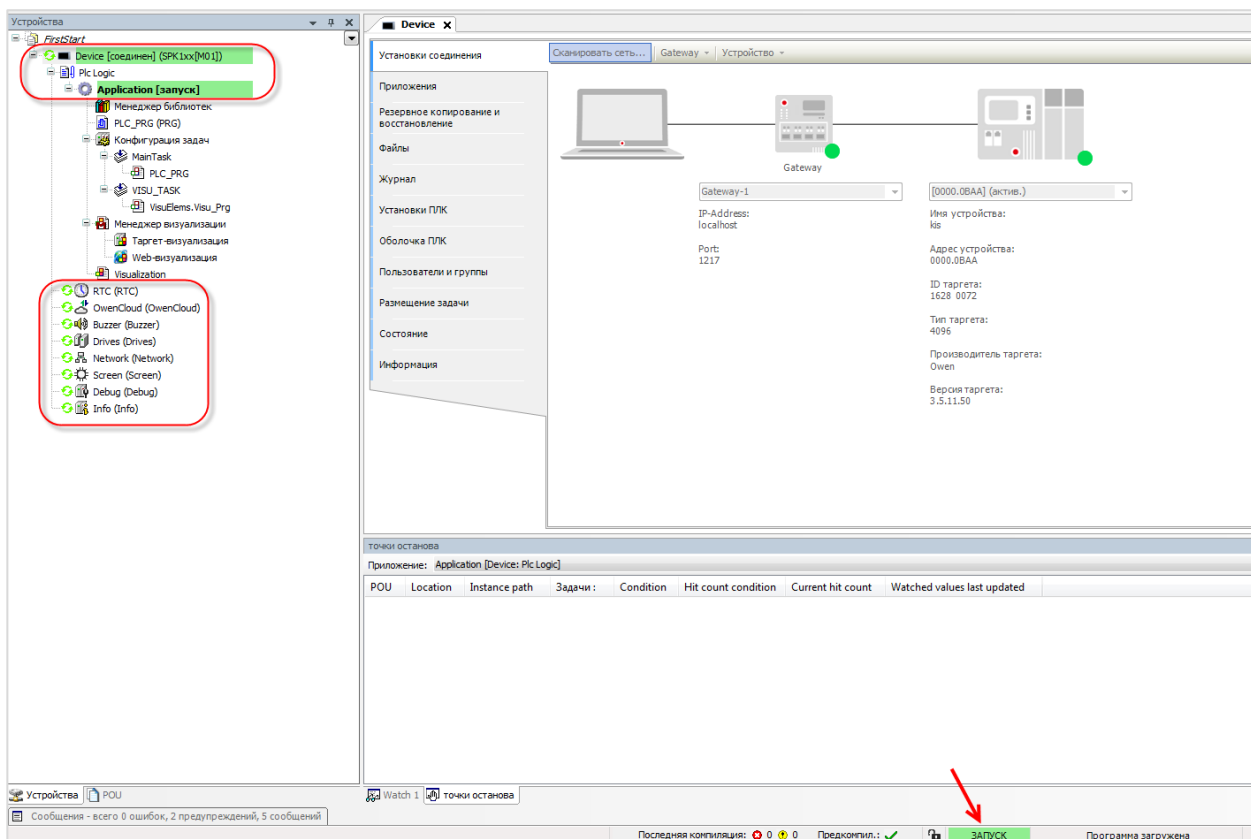 Устройства
FirstStart
Device [соединен] (SPK1xx[M01])
Plc Logic
Application [запуск]
Менеджер библиотек
PLC_PRG (PRG)
Конфигурация задач
MainTask
PLC_PRG
VISU_TASK
VisuElems.Visu_Prg
Менеджер визуализации
Таргет-визуализация
Web-визуализация
Visualization
RTC (RTC)
OwenCloud (OwenCloud)
Buzzer (Buzzer)
Drives (Drives)
Network (Network)
Screen (Screen)
Debug (Debug)
Info (Info)
Устройства POU
Device
Установки соединения
Приложения
Резервное копирование и
восстановление
Файлы
Журнал
Установки ПЛК
Оболочка ПЛК
Пользователи и группы
Размещение задачи
Состояние
Информация
Сканировать сеть... Gateway Устройство
Gateway
Gateway-1
IP-Address:
localhost
Port:
1217
[0000.0BAA] (актив.)
Имя устройства:
kis
Адрес устройства:
0000.0BAA
ID таргета:
1628 0072
Тип таргета:
4096
Производитель таргета:
Owen
Версия таргета:
3.5.11.50
точки останова
Приложение: Application [Device: Plc Logic]
POU Location Instance path Задачи : Condition Hit count condition Current hit count Watched values last updated
Watch 1 точки останова
Сообщения - всего 0 ошибок, 2 предупреждений, 5 сообщений
Последняя компиляция: 0 0 Предкомпил.: ЗАПУСК Программа загружена